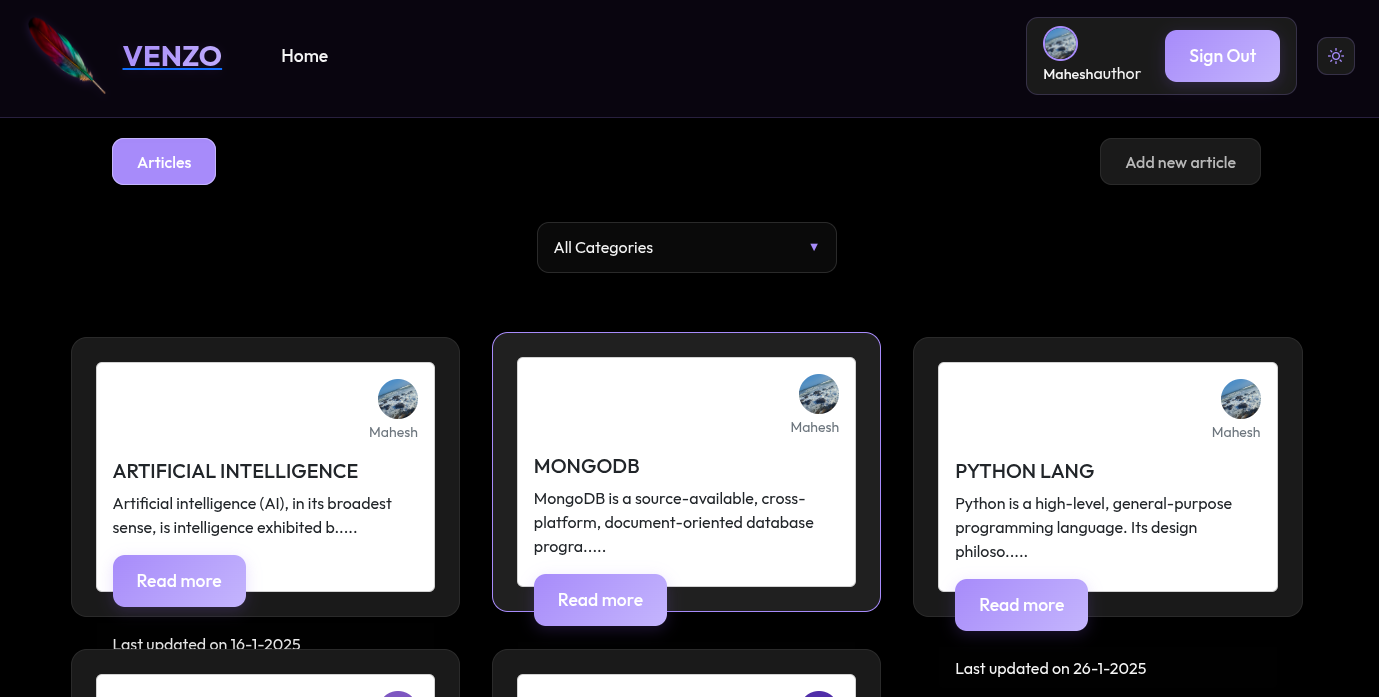 VENZO
Home
Maheshauthor
Sign Out
Articles
Add new article
All Categories
Mahesh
ARTIFICIAL INTELLIGENCE
Artificial intelligence (AI), in its broadest
sense, is intelligence exhibited b.....
Read more
Last updated on 16-1-2025
Mahesh
MONGODB
MongoDB is a source-available, cross-
platform, document-oriented database
progra.....
Read more
Mahesh
PYTHON LANG
Python is a high-level, general-purpose
programming language. Its design
philoso.....
Read more
Last updated on 26-1-2025